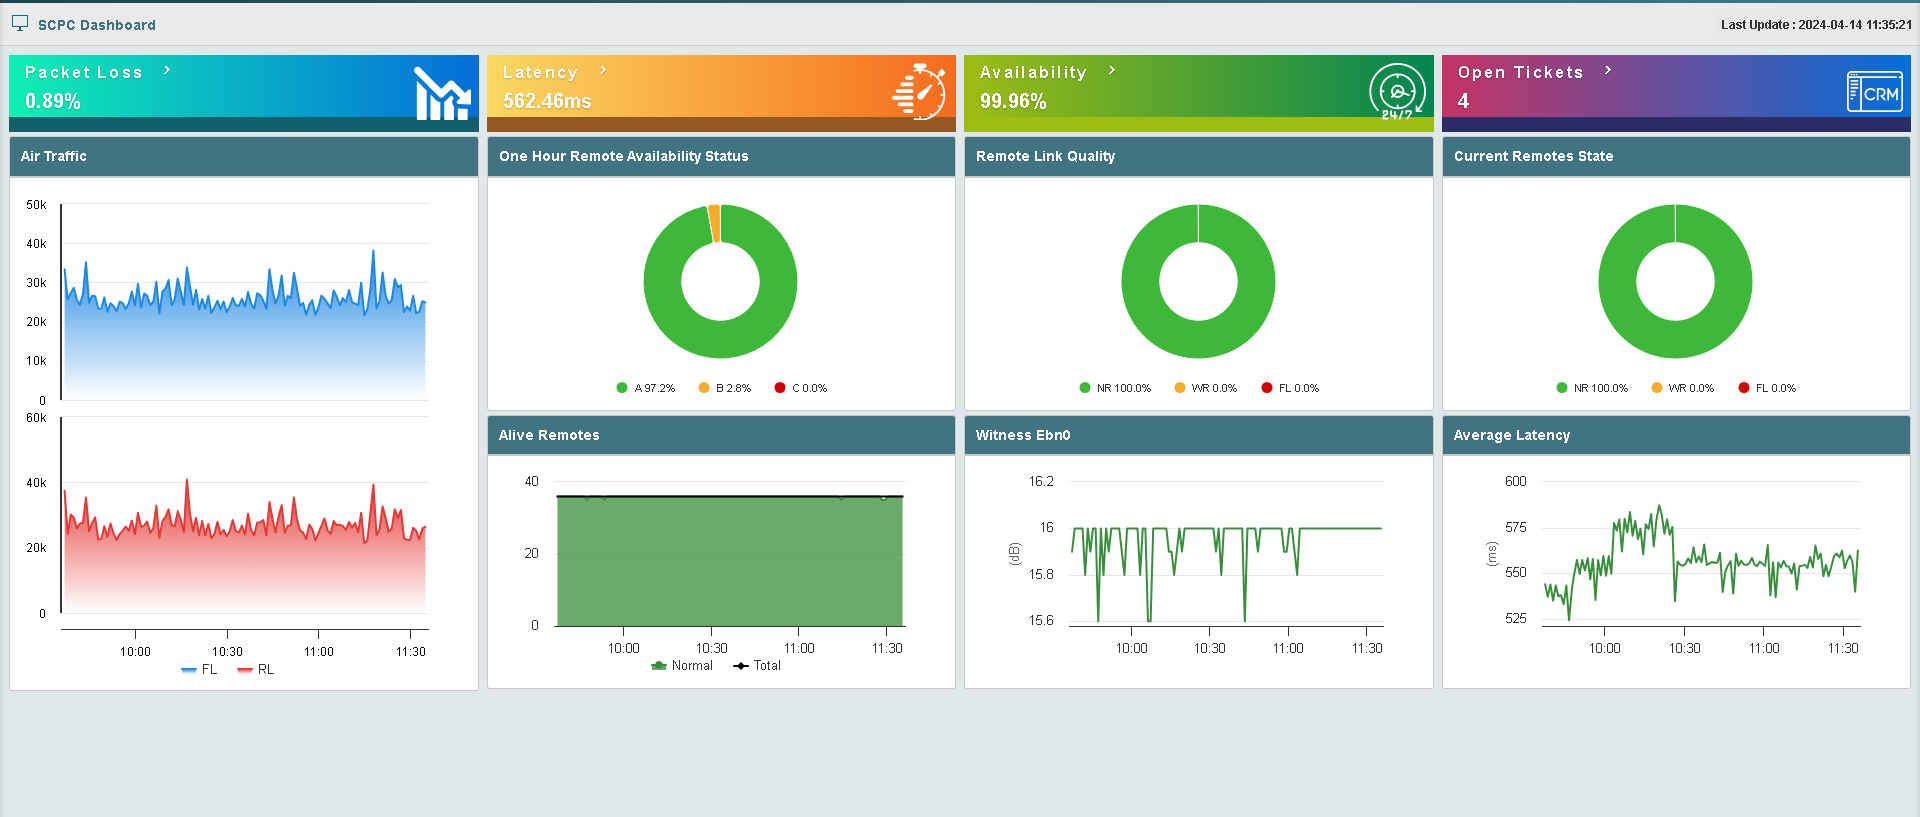 SCPC Dashboard
Last Update : 2024-04-14 11:35:21
Packet Loss >
0.89%
Latency >
562.46ms
Availability >
99.96%
24/7
Open Tickets >
4
CRM
Air Traffic
50k
40k
30k
20k
10k
0
60k
40k
20k
0
10:00 10:30 11:00 11:30
FL RL
One Hour Remote Availability Status
A 97.2% B 2.8% C 0.0%
Remote Link Quality
NR 100.0% WR 0.0% FL 0.0%
Current Remotes State
NR 100.0% WR 0.0% FL 0.0%
Alive Remotes
40
20
0
10:00 10:30 11:00 11:30
Normal Total
Witness Ebn0
16.2
16
15.8
15.6
(dB)
10:00 10:30 11:00 11:30
Average Latency
600
575
550
525
(ms)
10:00 10:30 11:00 11:30